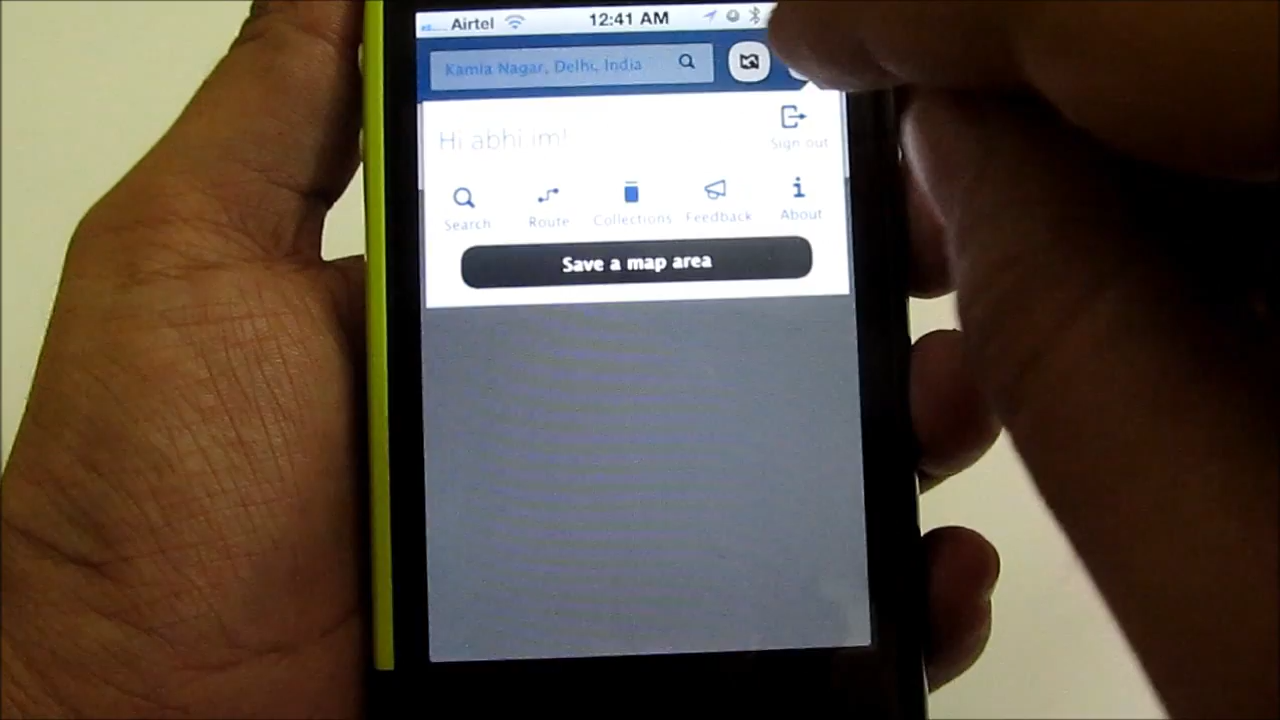 Airtel 12:41 AM
Kamla Nagar, Delhi, India
Hi abhi im!
Sign out
Search Route Collections Feedback About
Save a map area